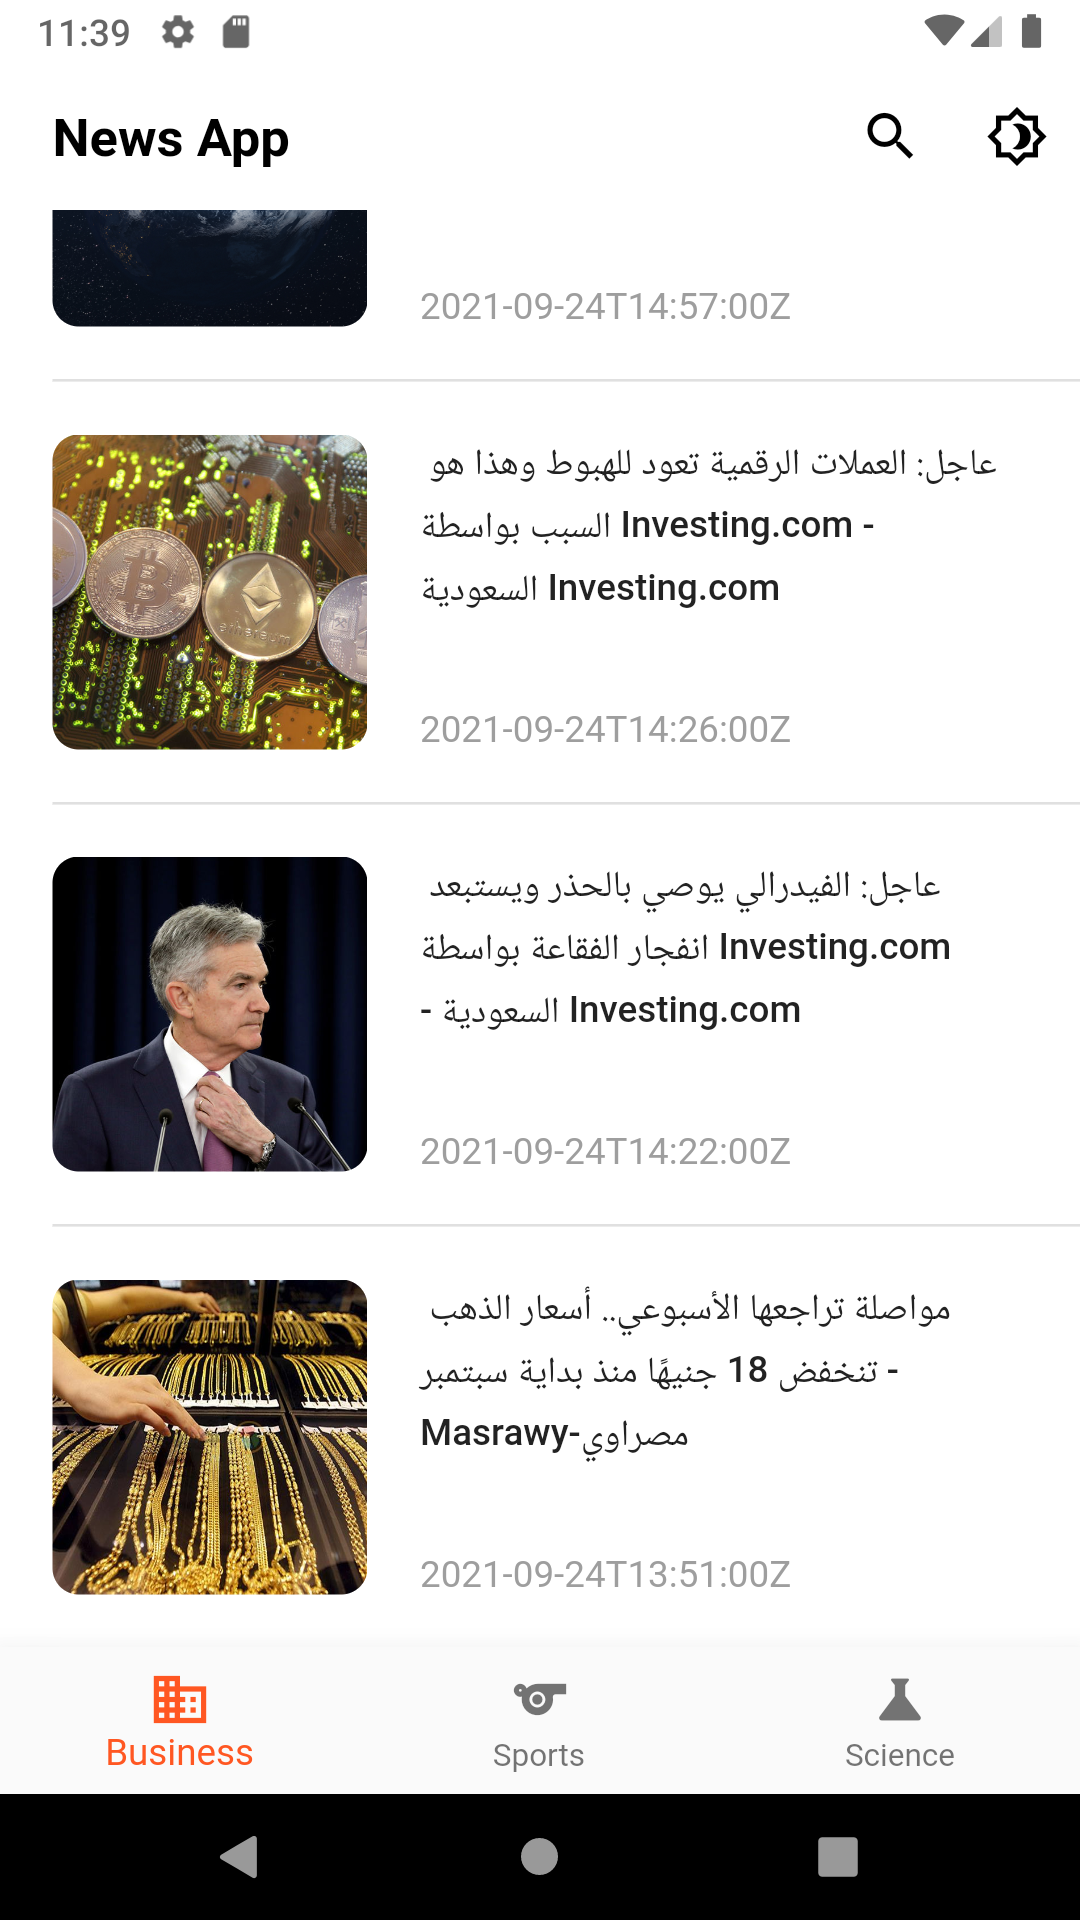 11:39
News App
2021-09-24T14:57:00Z
عاجل: العملات الرقمية تعود للهبوط وهذا هو
السبب بواسطة Investing.com -
Investing.com السعودية
2021-09-24T14:26:00Z
عاجل: الفيدرالي يوصي بالحذر ويستبعد
انفجار الفقاعة بواسطة Investing.com
- Investing.com السعودية
2021-09-24T14:22:00Z
مواصلة تراجعها الأسبوعي.. أسعار الذهب
تنخفض 18 جنيهًا منذ بداية سبتمبر -
Masrawy-مصراوي
2021-09-24T13:51:00Z
Business
Sports
Science